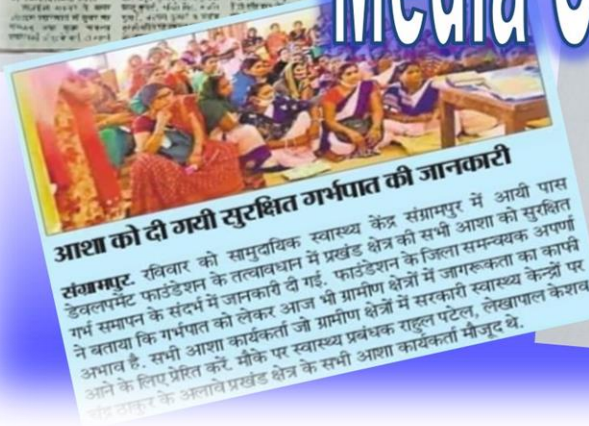 Media
आशा को दी गयी सुरक्षित गर्भपात की जानकारी
संग्रामपुर. रविवार को सामुदायिक स्वास्थ्य केंद्र संग्रामपुर में आयी पास
डेवलपमेंट फाउंडेशन के तत्वावधान में प्रखंड क्षेत्र की सभी आशा को सुरक्षित
गर्भ समापन के संदर्भ में जानकारी दी गई. फाउंडेशन के जिला समन्वयक अपर्णा
ने बताया कि गर्भपात को लेकर आज भी ग्रामीण क्षेत्रों में जागरूकता का काफी
अभाव है. सभी आशा कार्यकर्ता जो ग्रामीण क्षेत्रों में सरकारी स्वास्थ्य केन्द्रों पर
आने के लिए प्रेरित करें. मौके पर स्वास्थ्य प्रबंधक राहुल पटेल, लेखापाल केशव
चंद्र ठाकुर के अलावे प्रखंड क्षेत्र के सभी आशा कार्यकर्ता मौजूद थे.